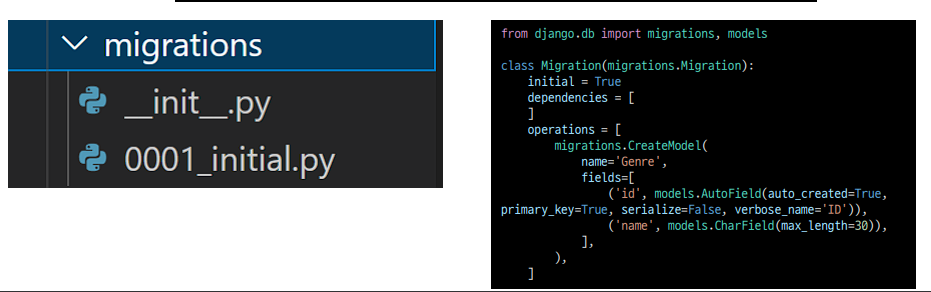 migrations
__init__.py
0001_initial.py
from django.db import migrations, models
class Migration(migrations.Migration):
    initial = True
    dependencies = [
    ]
    operations = [
        migrations.CreateModel(
            name='Genre',
            fields=[
                ('id', models.AutoField(auto_created=True,
primary_key=True, serialize=False, verbose_name='ID')),
                ('name', models.CharField(max_length=30)),
            ],
        ),
    ]